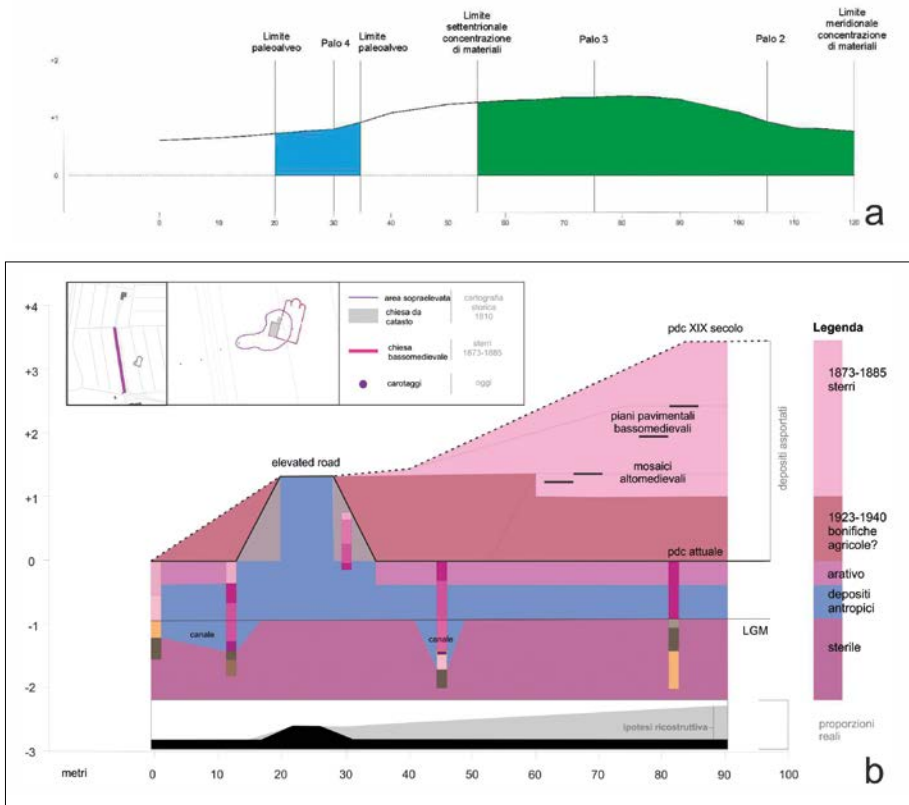 Limite
paleoalveo
Palo 4
Limite
paleoalveo
Limite
settentrionale
concentrazione
di materiali
Palo 3
Palo 2
Limite
meridionale
concentrazione
di materiali
+2
+1
0
0
10
20
30
40
50
60
70
80
90
100
110
120
a
area sopraelevata
chiesa da
catasto
cartografia
storica
1810
chiesa
bassomedievale
sterri
1873-1885
carotaggi
oggi
+4
+3
+2
+1
0
-1
-2
-3
pdc XIX secolo
piani pavimentali
bassomedievali
elevated road
mosaici
altomedievali
pdc attuale
canale
canale
LGM
depositi asportati
Legenda
1873-1885
sterri
1923-1940
bonifiche
agricole?
arativo
depositi
antropici
sterile
ipotesi ricostruttiva
proporzioni
reali
metri
0
10
20
30
40
50
60
70
80
90
100
b